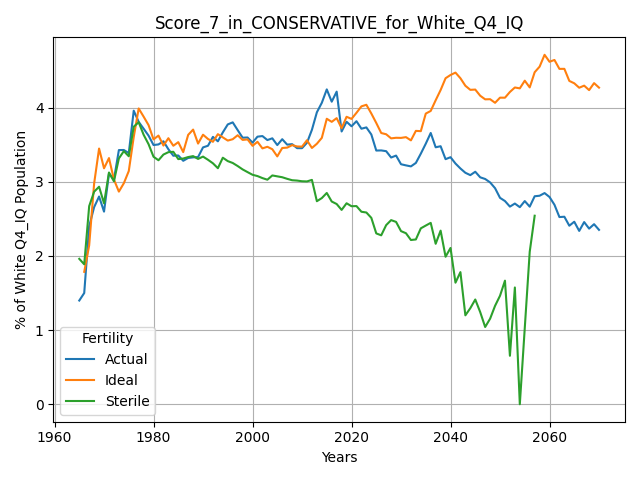 Score_7_in_CONSERVATIVE_for_White_Q4_IQ
% of White Q4_IQ Population
4
3
2
1
0
Fertility
Actual
Ideal
Sterile
1960
1980
2000
2020
2040
2060
Years